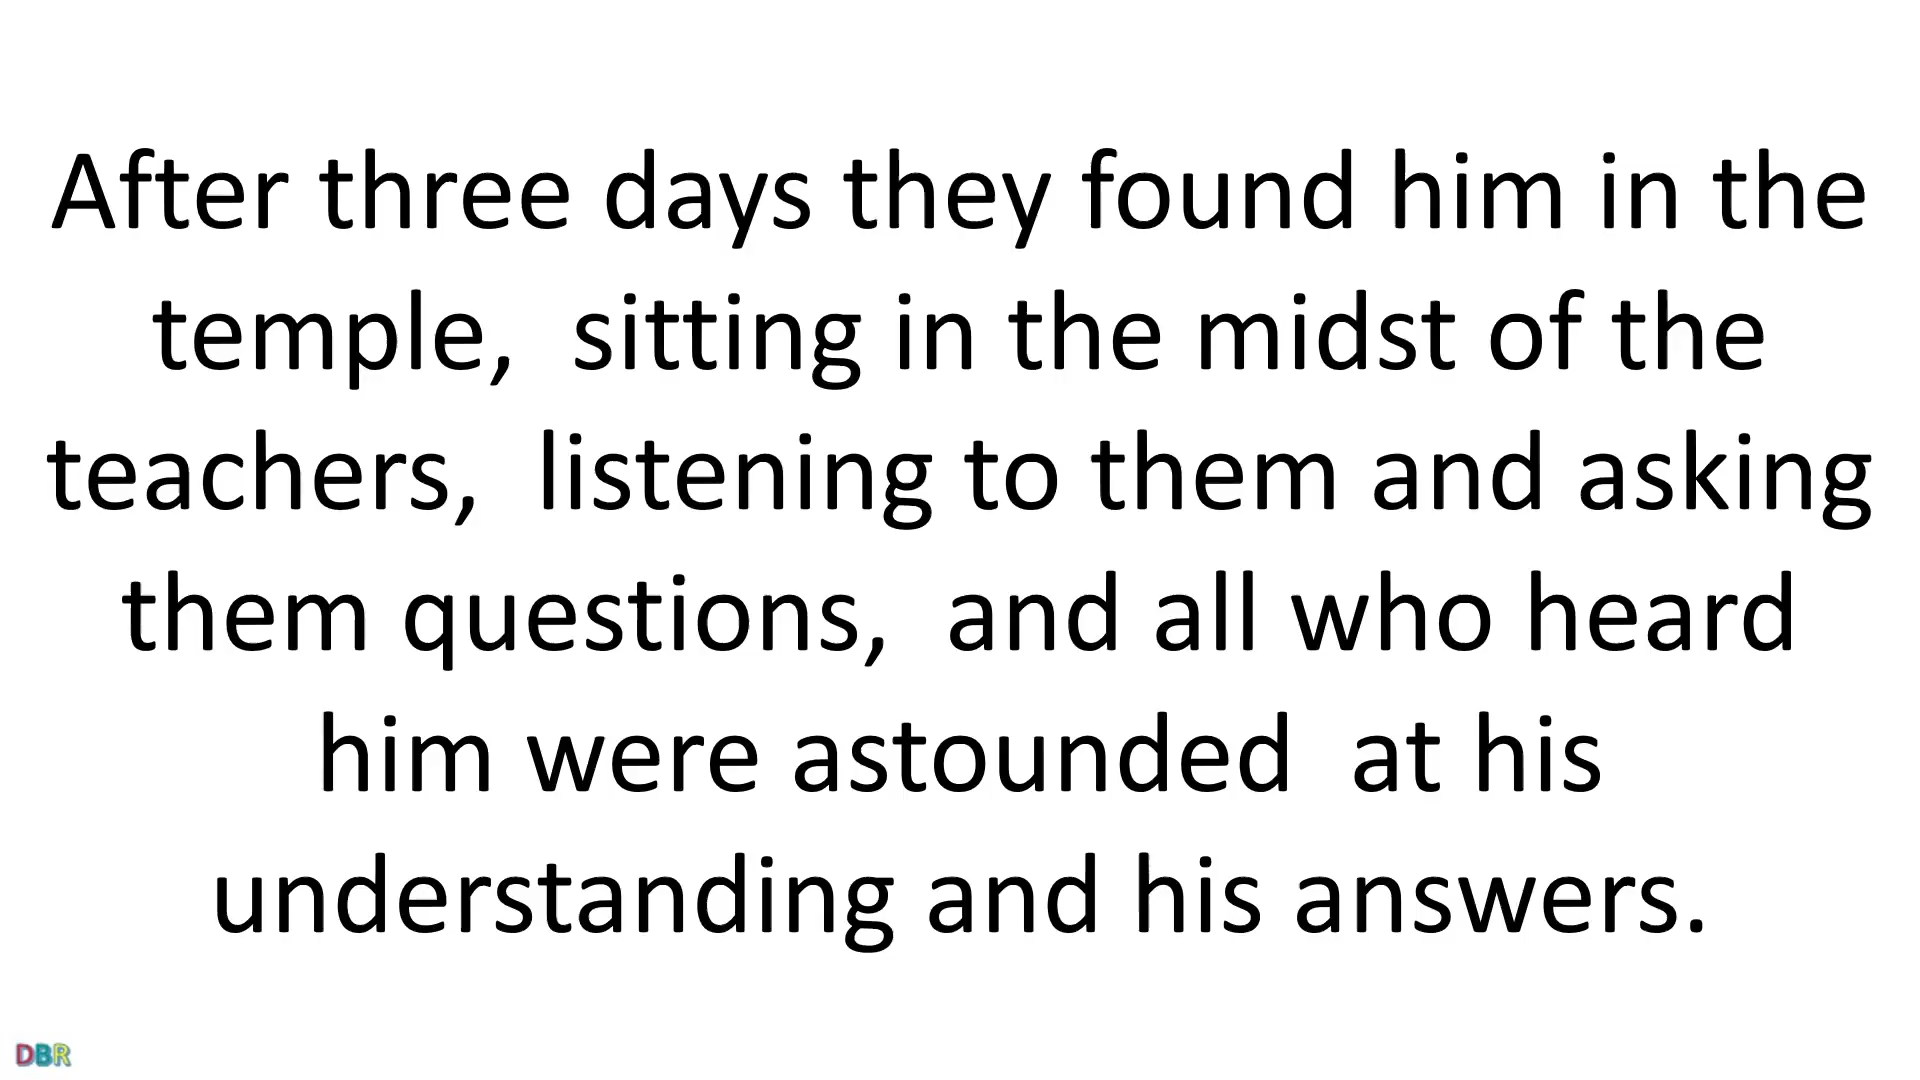 After three days they found him in the
temple,  sitting in the midst of the
teachers,  listening to them and asking
them questions,  and all who heard
him were astounded  at his
understanding and his answers.
DBR